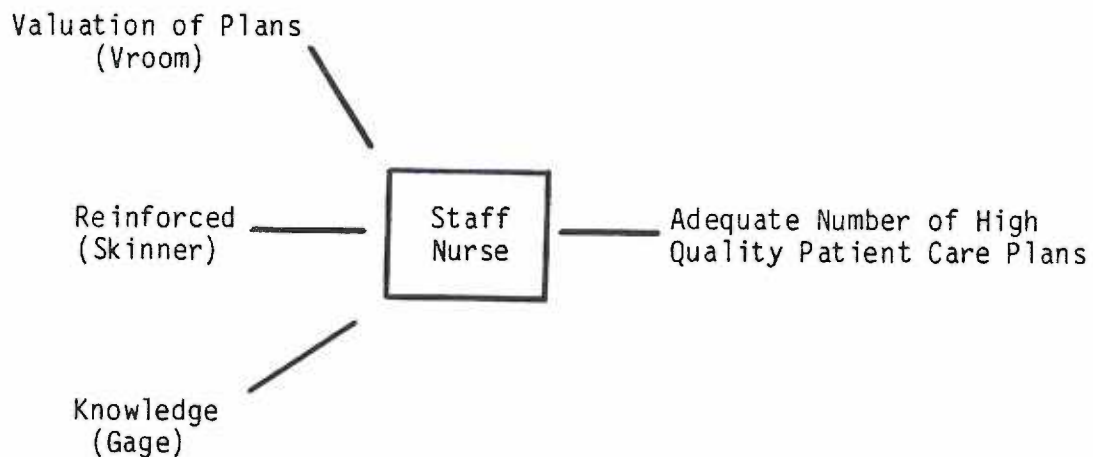 Valuation of Plans
(Vroom)
Reinforced
(Skinner)
Knowledge
(Gage)
Staff
Nurse
Adequate Number of High
Quality Patient Care Plans